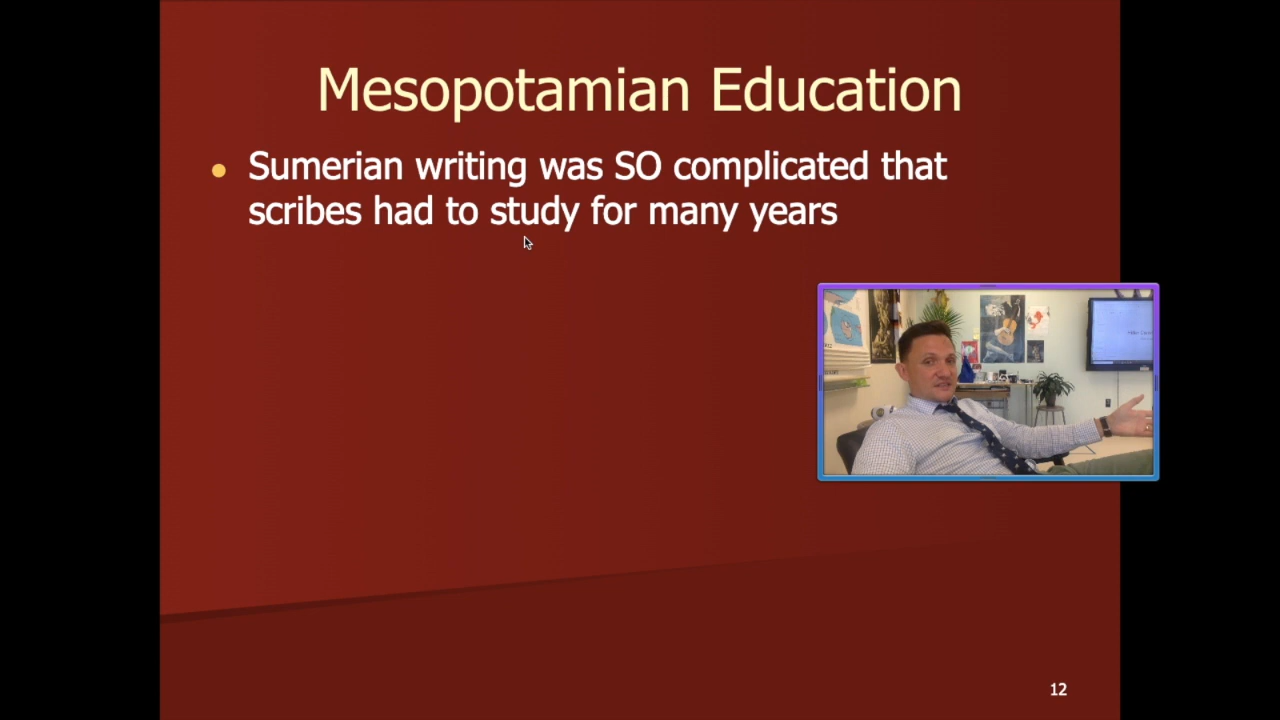 Mesopotamian Education
Sumerian writing was SO complicated that
scribes had to study for many years
12